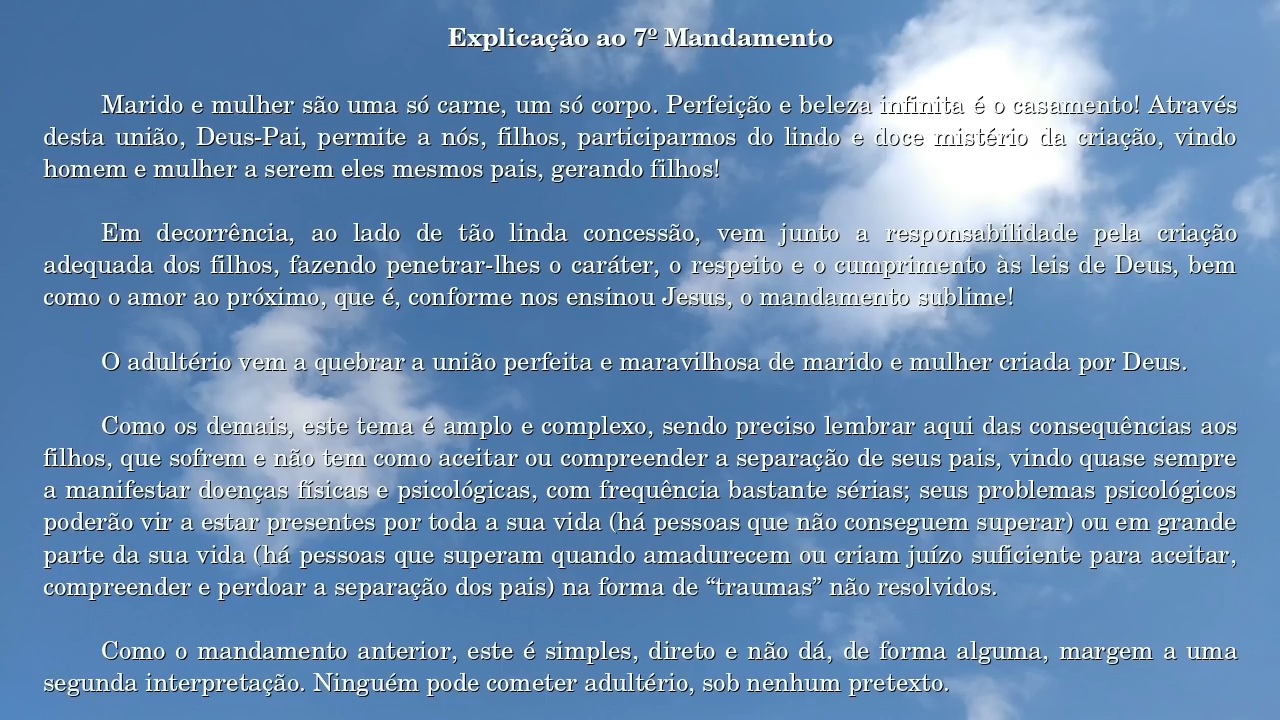 Explicação ao 7º Mandamento
Marido e mulher são uma só carne, um só corpo. Perfeição e beleza infinita é o casamento! Através
desta união, Deus-Pai, permite a nós, filhos, participarmos do lindo e doce mistério da criação, vindo
homem e mulher a serem eles mesmos pais, gerando filhos!
Em decorrência, ao lado de tão linda concessão, vem junto a responsabilidade pela criação
adequada dos filhos, fazendo penetrar-lhes o caráter, o respeito e o cumprimento às leis de Deus, bem
como o amor ao próximo, que é, conforme nos ensinou Jesus, o mandamento sublime!
O adultério vem a quebrar a união perfeita e maravilhosa de marido e mulher criada por Deus.
Como os demais, este tema é amplo e complexo, sendo preciso lembrar aqui das consequências aos
filhos, que sofrem e não tem como aceitar ou compreender a separação de seus pais, vindo quase sempre
a manifestar doenças físicas e psicológicas, com frequência bastante sérias; seus problemas psicológicos
poderão vir a estar presentes por toda a sua vida (há pessoas que não conseguem superar) ou em grande
parte da sua vida (há pessoas que superam quando amadurecem ou criam juízo suficiente para aceitar,
compreender e perdoar a separação dos pais) na forma de “traumas” não resolvidos.
Como o mandamento anterior, este é simples, direto e não dá, de forma alguma, margem a uma
segunda interpretação. Ninguém pode cometer adultério, sob nenhum pretexto.